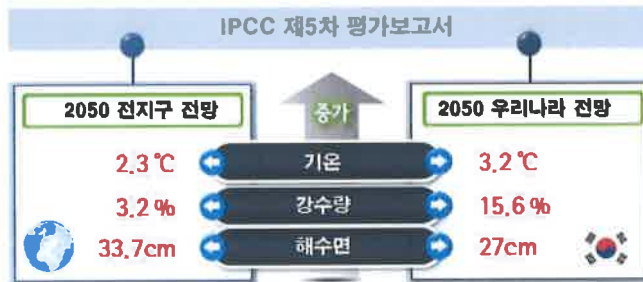 IPCC 제5차 평가보고서
증가
2050 전지구 전망
2050 우리나라 전망
2.3 ℃ 기온 3.2 ℃
3.2 % 강수량 15.6 %
33.7cm 해수면 27cm